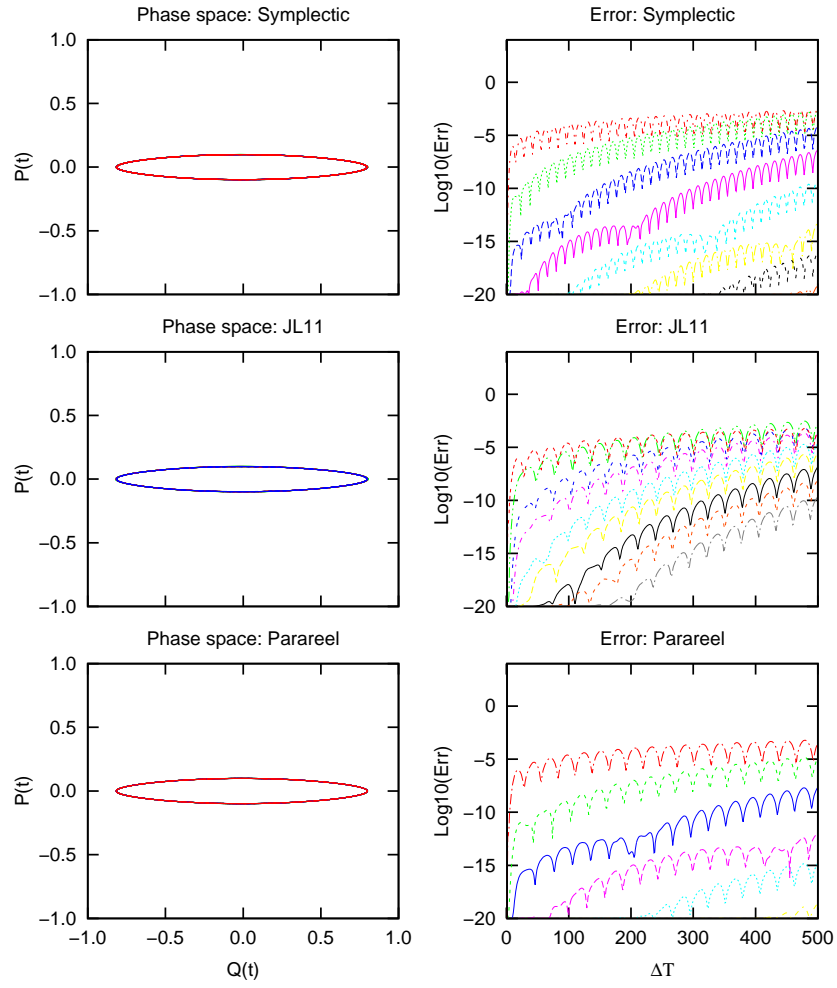 Phase space: Symplectic
P(t)
1.0
0.5
0.0
−0.5
−1.0
Error: Symplectic
Log10(Err)
0
−5
−10
−15
−20
Phase space: JL11
P(t)
1.0
0.5
0.0
−0.5
−1.0
Error: JL11
Log10(Err)
0
−5
−10
−15
−20
Phase space: Parareel
P(t)
1.0
0.5
0.0
−0.5
−1.0
−1.0 −0.5 0.0 0.5 1.0
Q(t)
Error: Parareel
Log10(Err)
0
−5
−10
−15
−20
0 100 200 300 400 500
ΔT